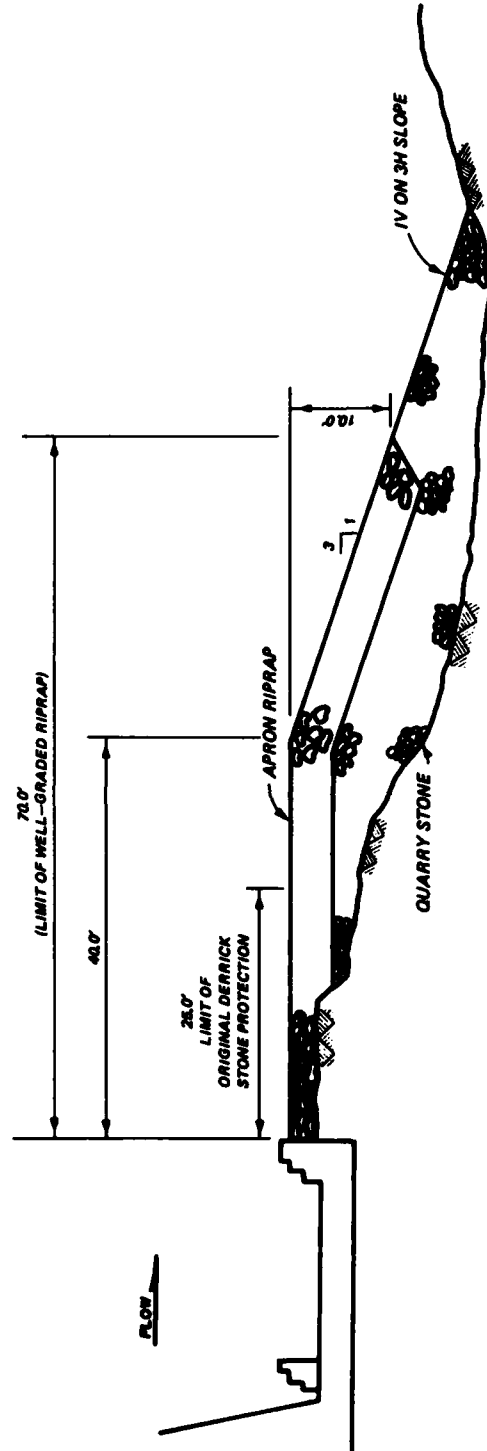 FLOW
70.0'
(LIMIT OF WELL-GRADED RIPRAP)
40.0'
25.0'
LIMIT OF
ORIGINAL DERRICK
STONE PROTECTION
APRON RIPRAP
10.0'
3
1
1V ON 3H SLOPE
QUARRY STONE